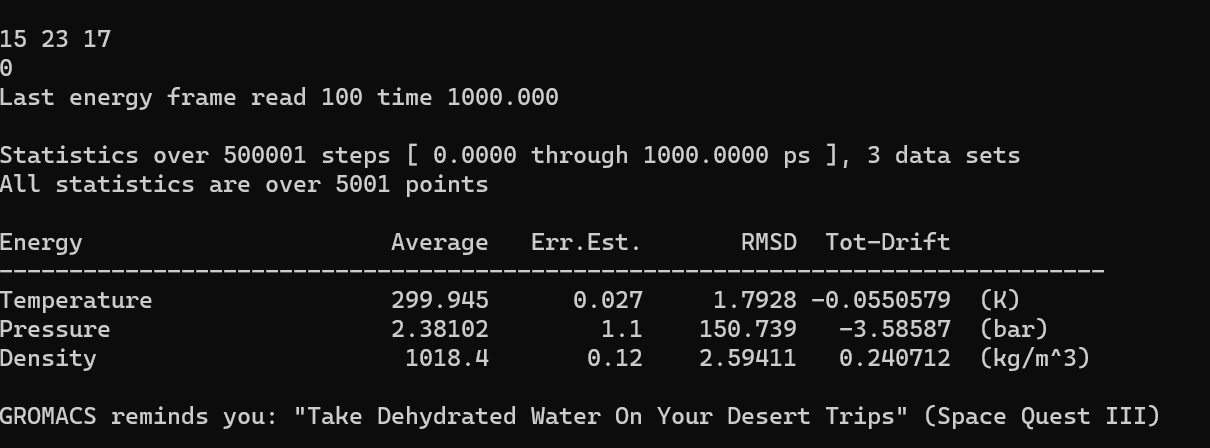 15 23 17
0
Last energy frame read 100 time 1000.000
Statistics over 500001 steps [ 0.0000 through 1000.0000 ps ], 3 data sets
All statistics are over 5001 points
Energy                      Average   Err.Est.       RMSD  Tot-Drift
-------------------------------------------------------------------------------
Temperature                 299.945      0.027     1.7928 -0.0550579  (K)
Pressure                    2.38102        1.1    150.739   -3.58587  (bar)
Density                      1018.4       0.12    2.59411   0.240712  (kg/m^3)
GROMACS reminds you: "Take Dehydrated Water On Your Desert Trips" (Space Quest III)